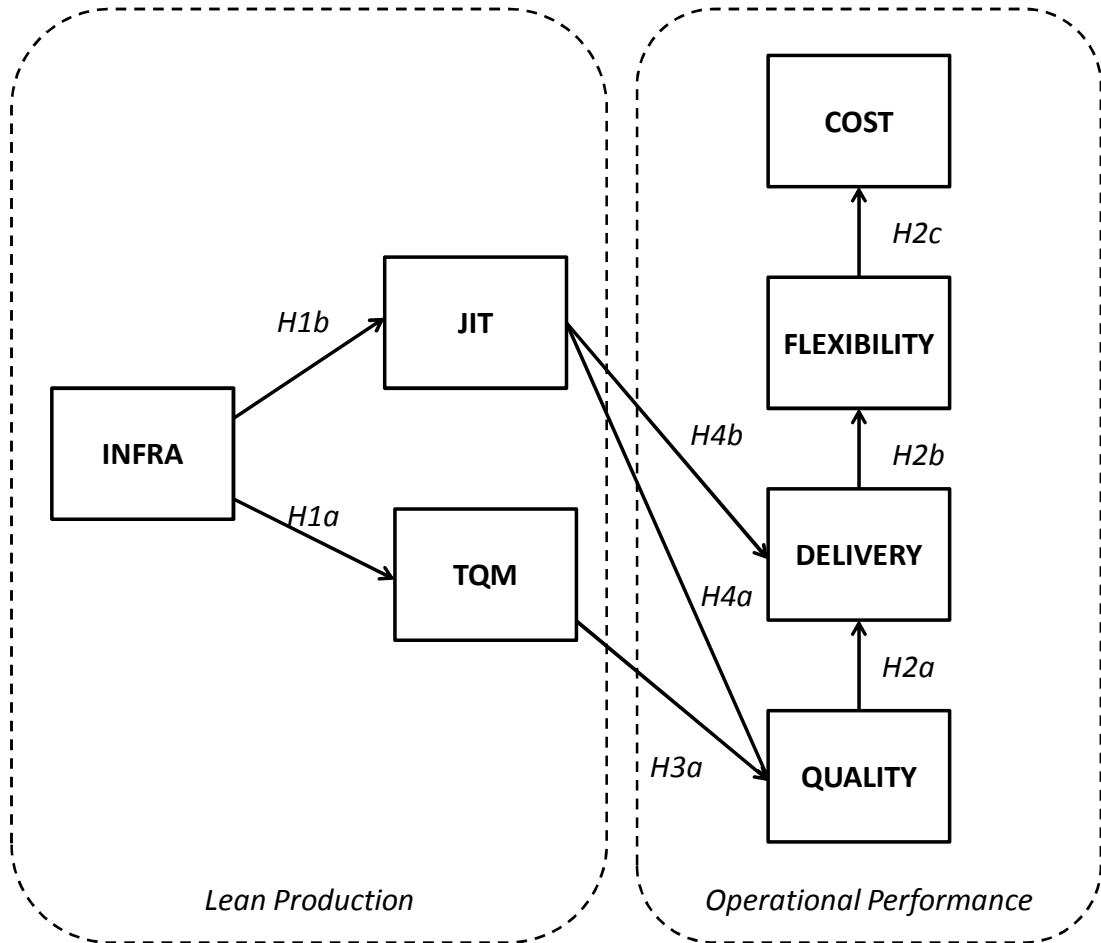 COST
H2c
JIT
H1b
FLEXIBILITY
INFRA
H4b
H2b
H1a
TQM
DELIVERY
H4a
H2a
H3a
QUALITY
Lean Production
Operational Performance